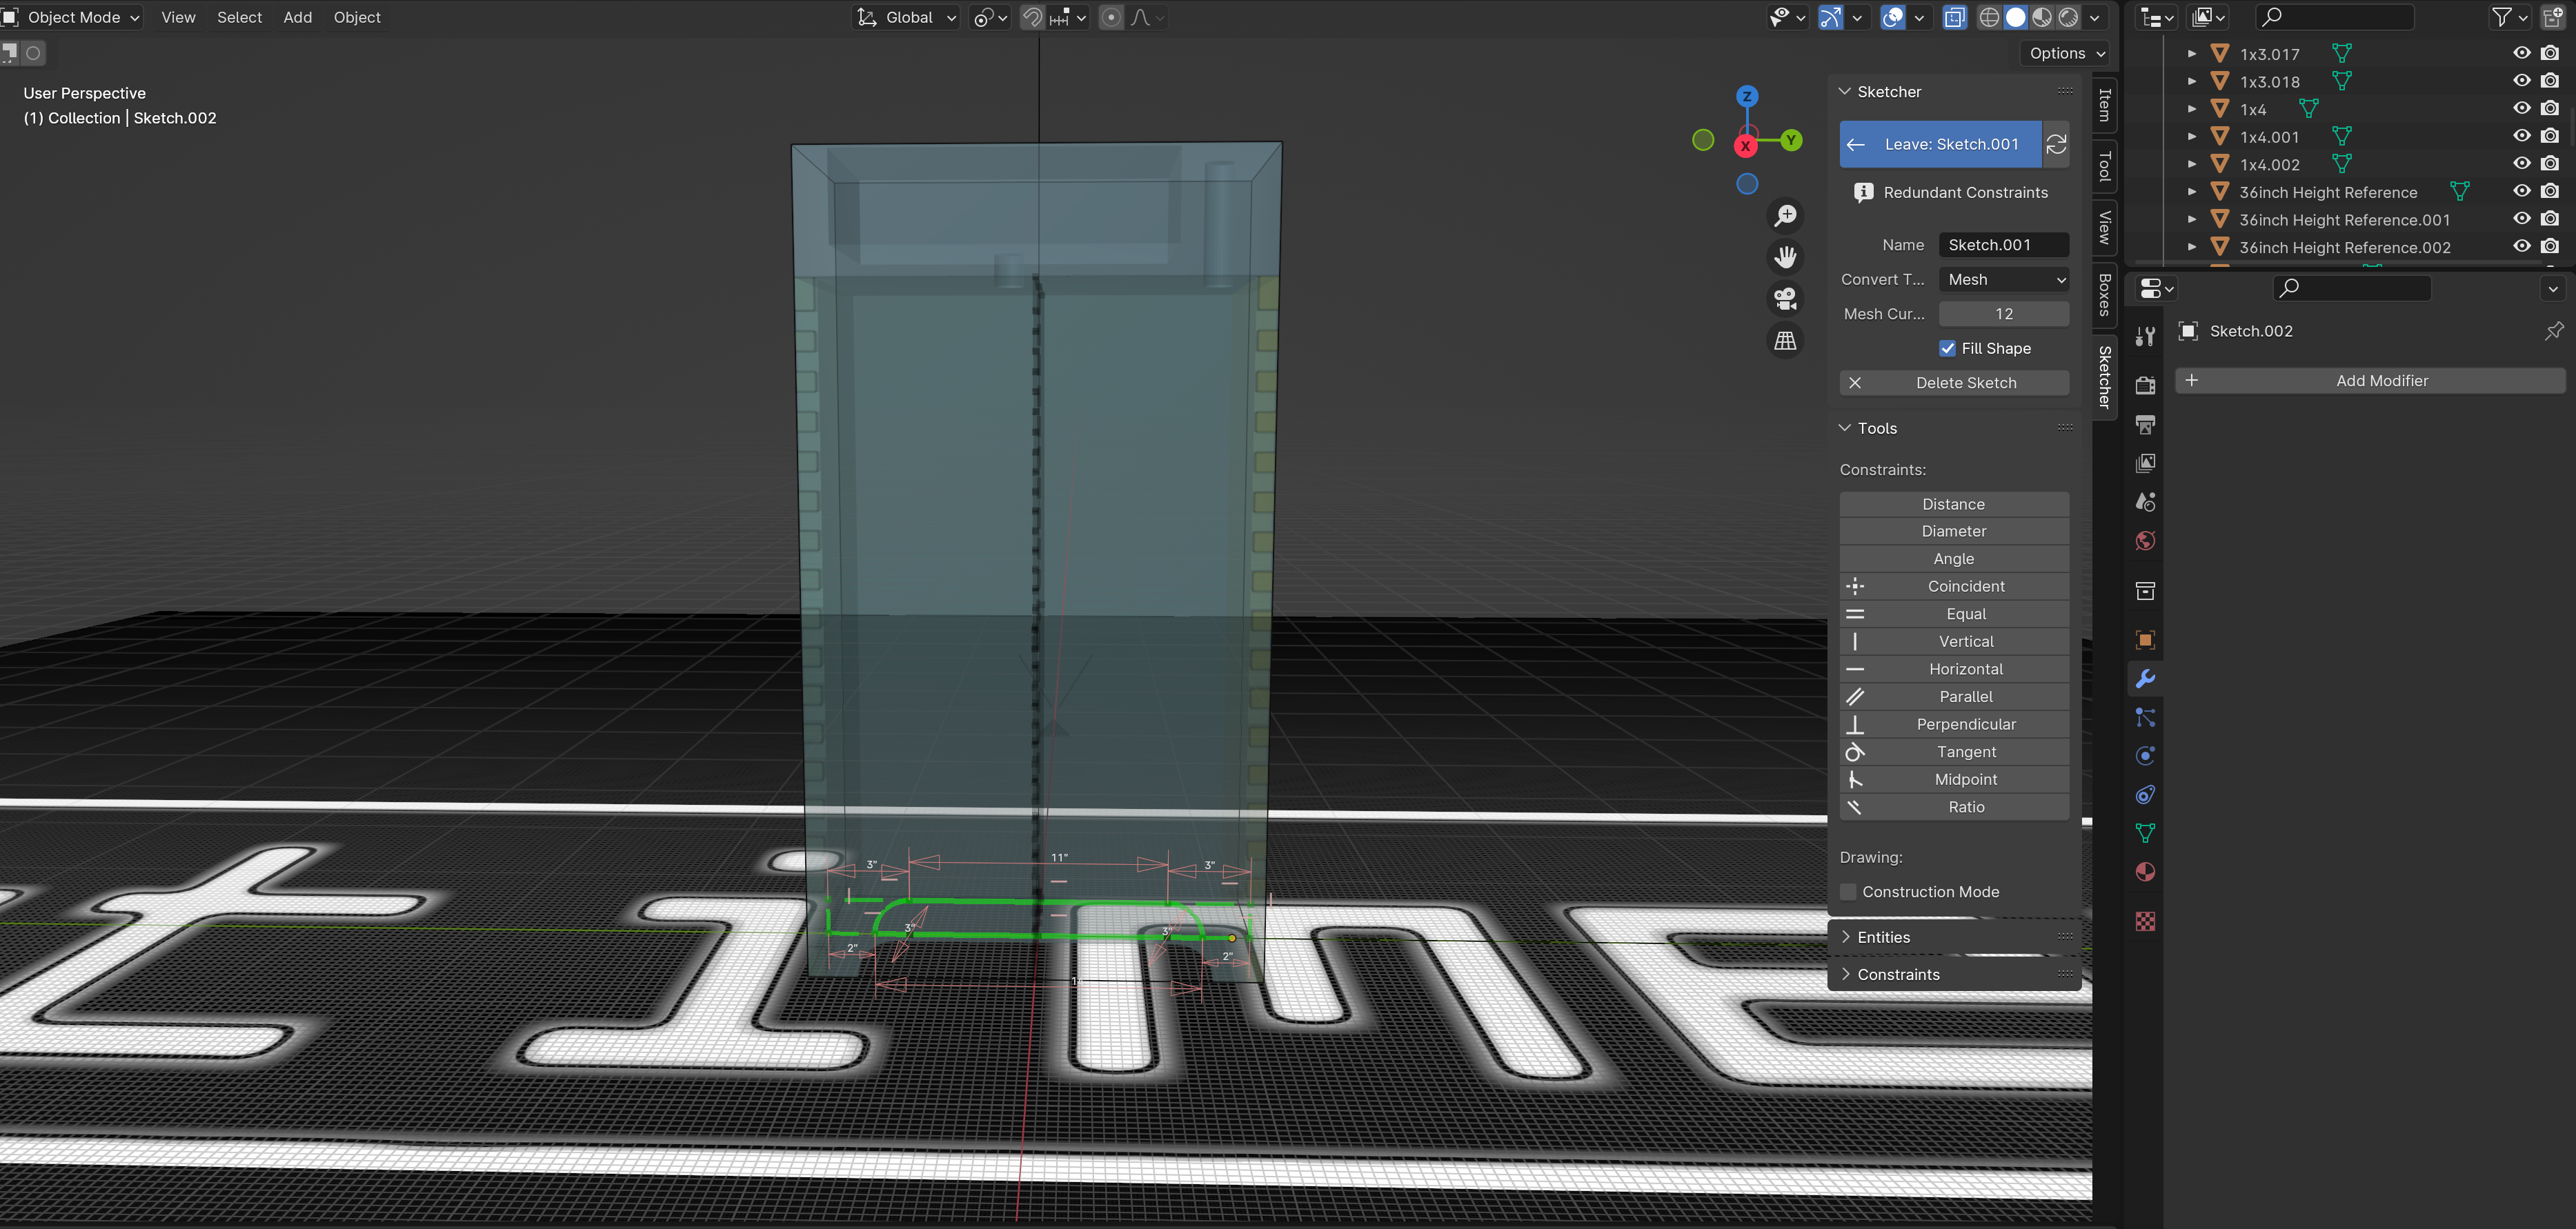 Object Mode View Select Add Object Global
Options
User Perspective
(1) Collection | Sketch.002
Z
Y
X
Sketcher
Leave: Sketch.001
Redundant Constraints
Name Sketch.001
Convert T... Mesh
Mesh Cur... 12
Fill Shape
Delete Sketch
Tools
Constraints:
Distance
Diameter
Angle
Coincident
Equal
Vertical
Horizontal
Parallel
Perpendicular
Tangent
Midpoint
Ratio
Drawing:
Construction Mode
Entities
Constraints
Item
Tool
View
Boxes
Sketcher
1x3.017
1x3.018
1x4
1x4.001
1x4.002
36inch Height Reference
36inch Height Reference.001
36inch Height Reference.002
Sketch.002
Add Modifier
3" 11" 3"
3" 3"
2" 2"
time